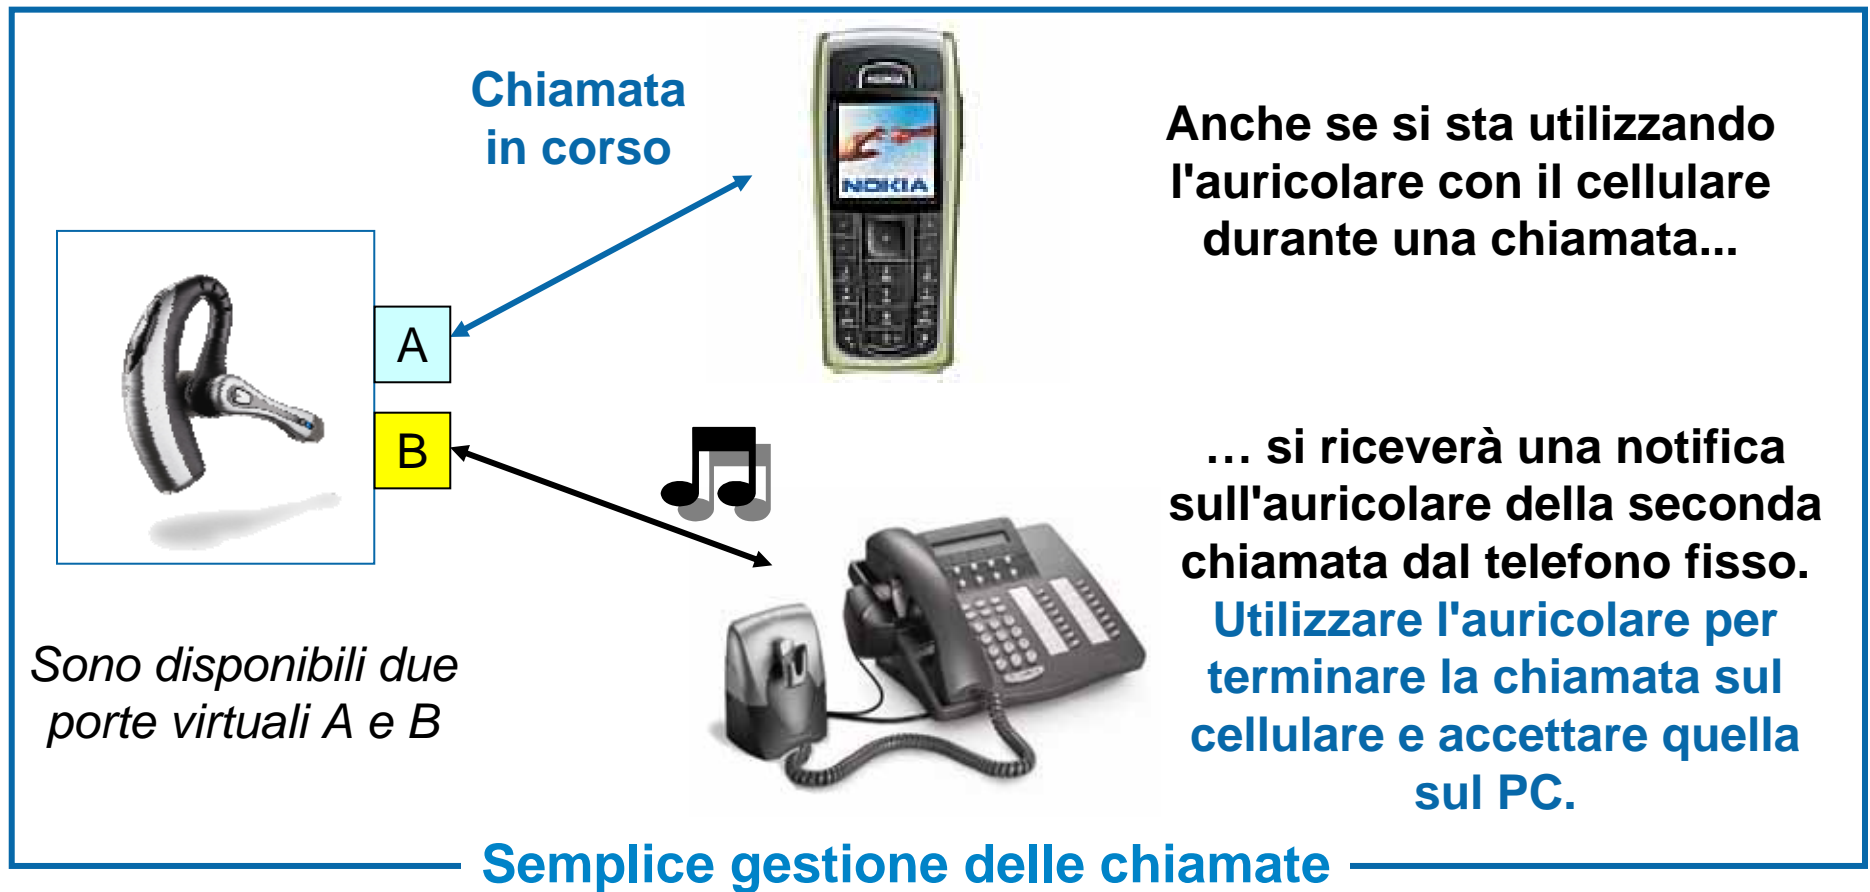 Chiamata
in corso
NOKIA
Anche se si sta utilizzando
l'auricolare con il cellulare
durante una chiamata...
A
B
… si riceverà una notifica
sull'auricolare della seconda
chiamata dal telefono fisso.
Utilizzare l'auricolare per
terminare la chiamata sul
cellulare e accettare quella
sul PC.
Sono disponibili due
porte virtuali A e B
Semplice gestione delle chiamate